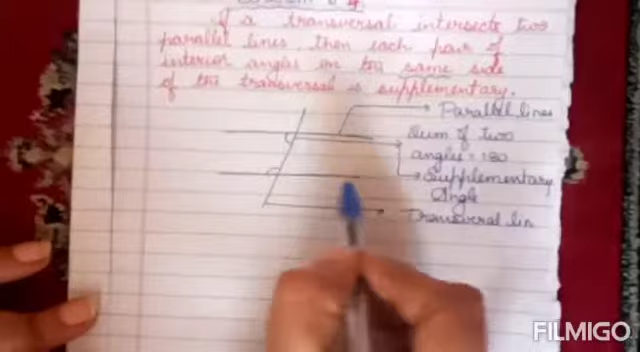 If a transversal intersects two
parallel lines, then each pair of
interior angles on the same side
of the transversal is supplementary.
Parallel lines
Sum of two
angles = 180
Supplementary
Angle
Transversal lin
FILMIGO